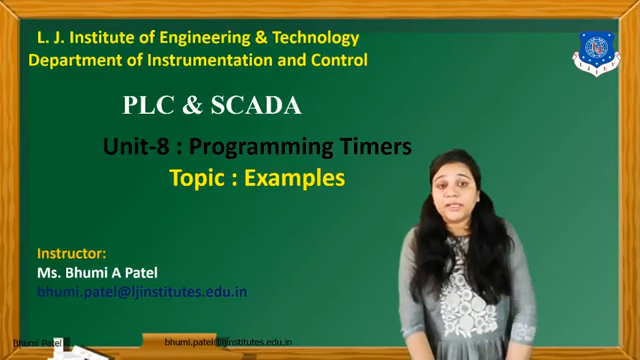 L. J. Institute of Engineering & Technology
Department of Instrumentation and Control
PLC & SCADA
Unit-8 : Programming Timers
Topic : Examples
Instructor:
Ms. Bhumi A Patel
bhumi.patel@ljinstitutes.edu.in
Bhumi Patel
bhumi.patel@ljinstitutes.edu.in